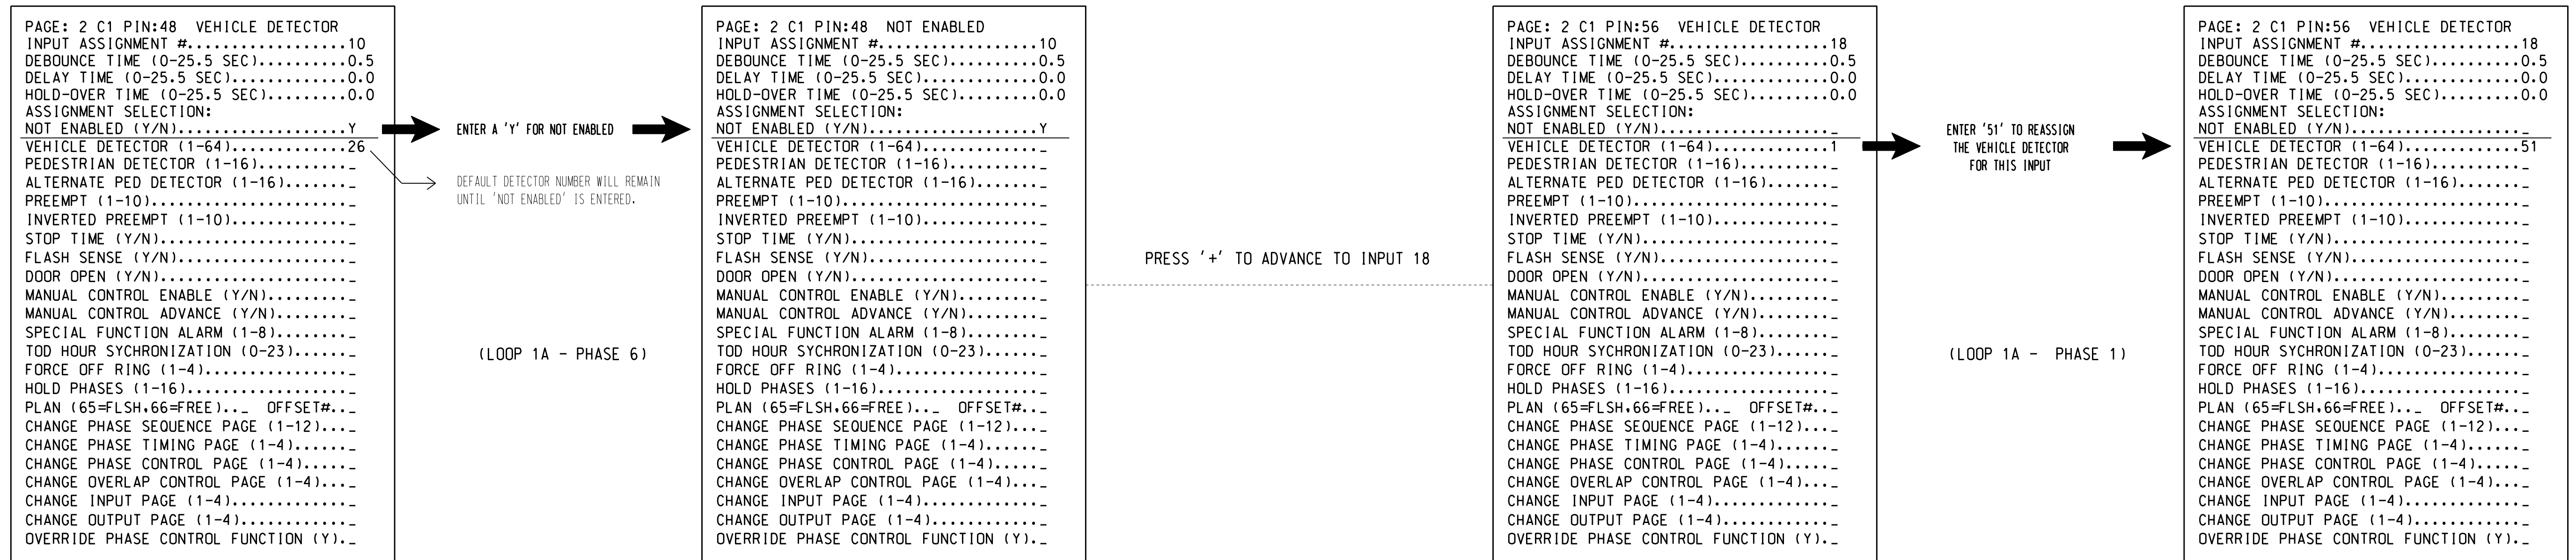 PAGE: 2 C1 PIN:48 VEHICLE DETECTOR
INPUT ASSIGNMENT #..................10
DEBOUNCE TIME (0-25.5 SEC)..........0.5
DELAY TIME (0-25.5 SEC).............0.0
HOLD-OVER TIME (0-25.5 SEC).........0.0
ASSIGNMENT SELECTION:
NOT ENABLED (Y/N)...................Y
VEHICLE DETECTOR (1-64).............26
PEDESTRIAN DETECTOR (1-16).........._
ALTERNATE PED DETECTOR (1-16)......._
PREEMPT (1-10)......................_
INVERTED PREEMPT (1-10)............._
STOP TIME (Y/N)....................._
FLASH SENSE (Y/N)..................._
DOOR OPEN (Y/N)....................._
MANUAL CONTROL ENABLE (Y/N)........._
MANUAL CONTROL ADVANCE (Y/N)........_
SPECIAL FUNCTION ALARM (1-8)........_
TOD HOUR SYCHRONIZATION (0-23)......_
FORCE OFF RING (1-4)................_
HOLD PHASES (1-16).................._
PLAN (65=FLSH,66=FREE).._ OFFSET#.._
CHANGE PHASE SEQUENCE PAGE (1-12)..._
CHANGE PHASE TIMING PAGE (1-4)......_
CHANGE PHASE CONTROL PAGE (1-4)....._
CHANGE OVERLAP CONTROL PAGE (1-4)..._
CHANGE INPUT PAGE (1-4)............._
CHANGE OUTPUT PAGE (1-4)............_
OVERRIDE PHASE CONTROL FUNCTION (Y)._
ENTER A 'Y' FOR NOT ENABLED
DEFAULT DETECTOR NUMBER WILL REMAIN
UNTIL 'NOT ENABLED' IS ENTERED.
(LOOP 1A - PHASE 6)
PAGE: 2 C1 PIN:48 NOT ENABLED
INPUT ASSIGNMENT #..................10
DEBOUNCE TIME (0-25.5 SEC)..........0.5
DELAY TIME (0-25.5 SEC).............0.0
HOLD-OVER TIME (0-25.5 SEC).........0.0
ASSIGNMENT SELECTION:
NOT ENABLED (Y/N)...................Y
VEHICLE DETECTOR (1-64)............._
PEDESTRIAN DETECTOR (1-16).........._
ALTERNATE PED DETECTOR (1-16)......._
PREEMPT (1-10)......................_
INVERTED PREEMPT (1-10)............._
STOP TIME (Y/N)....................._
FLASH SENSE (Y/N)..................._
DOOR OPEN (Y/N)....................._
MANUAL CONTROL ENABLE (Y/N)........._
MANUAL CONTROL ADVANCE (Y/N)........_
SPECIAL FUNCTION ALARM (1-8)........_
TOD HOUR SYCHRONIZATION (0-23)......_
FORCE OFF RING (1-4)................_
HOLD PHASES (1-16).................._
PLAN (65=FLSH,66=FREE).._ OFFSET#.._
CHANGE PHASE SEQUENCE PAGE (1-12)..._
CHANGE PHASE TIMING PAGE (1-4)......_
CHANGE PHASE CONTROL PAGE (1-4)....._
CHANGE OVERLAP CONTROL PAGE (1-4)..._
CHANGE INPUT PAGE (1-4)............._
CHANGE OUTPUT PAGE (1-4)............_
OVERRIDE PHASE CONTROL FUNCTION (Y)._
PRESS '+' TO ADVANCE TO INPUT 18
PAGE: 2 C1 PIN:56 VEHICLE DETECTOR
INPUT ASSIGNMENT #..................18
DEBOUNCE TIME (0-25.5 SEC)..........0.5
DELAY TIME (0-25.5 SEC).............0.0
HOLD-OVER TIME (0-25.5 SEC).........0.0
ASSIGNMENT SELECTION:
NOT ENABLED (Y/N)..................._
VEHICLE DETECTOR (1-64).............1
PEDESTRIAN DETECTOR (1-16).........._
ALTERNATE PED DETECTOR (1-16)......._
PREEMPT (1-10)......................_
INVERTED PREEMPT (1-10)............._
STOP TIME (Y/N)....................._
FLASH SENSE (Y/N)..................._
DOOR OPEN (Y/N)....................._
MANUAL CONTROL ENABLE (Y/N)........._
MANUAL CONTROL ADVANCE (Y/N)........_
SPECIAL FUNCTION ALARM (1-8)........_
TOD HOUR SYCHRONIZATION (0-23)......_
FORCE OFF RING (1-4)................_
HOLD PHASES (1-16).................._
PLAN (65=FLSH,66=FREE).._ OFFSET#.._
CHANGE PHASE SEQUENCE PAGE (1-12)..._
CHANGE PHASE TIMING PAGE (1-4)......_
CHANGE PHASE CONTROL PAGE (1-4)....._
CHANGE OVERLAP CONTROL PAGE (1-4)..._
CHANGE INPUT PAGE (1-4)............._
CHANGE OUTPUT PAGE (1-4)............_
OVERRIDE PHASE CONTROL FUNCTION (Y)._
ENTER '51' TO REASSIGN
THE VEHICLE DETECTOR
FOR THIS INPUT
(LOOP 1A - PHASE 1)
PAGE: 2 C1 PIN:56 VEHICLE DETECTOR
INPUT ASSIGNMENT #..................18
DEBOUNCE TIME (0-25.5 SEC)..........0.5
DELAY TIME (0-25.5 SEC).............0.0
HOLD-OVER TIME (0-25.5 SEC).........0.0
ASSIGNMENT SELECTION:
NOT ENABLED (Y/N)..................._
VEHICLE DETECTOR (1-64).............51
PEDESTRIAN DETECTOR (1-16).........._
ALTERNATE PED DETECTOR (1-16)......._
PREEMPT (1-10)......................_
INVERTED PREEMPT (1-10)............._
STOP TIME (Y/N)....................._
FLASH SENSE (Y/N)..................._
DOOR OPEN (Y/N)....................._
MANUAL CONTROL ENABLE (Y/N)........._
MANUAL CONTROL ADVANCE (Y/N)........_
SPECIAL FUNCTION ALARM (1-8)........_
TOD HOUR SYCHRONIZATION (0-23)......_
FORCE OFF RING (1-4)................_
HOLD PHASES (1-16).................._
PLAN (65=FLSH,66=FREE).._ OFFSET#.._
CHANGE PHASE SEQUENCE PAGE (1-12)..._
CHANGE PHASE TIMING PAGE (1-4)......_
CHANGE PHASE CONTROL PAGE (1-4)....._
CHANGE OVERLAP CONTROL PAGE (1-4)..._
CHANGE INPUT PAGE (1-4)............._
CHANGE OUTPUT PAGE (1-4)............_
OVERRIDE PHASE CONTROL FUNCTION (Y)._